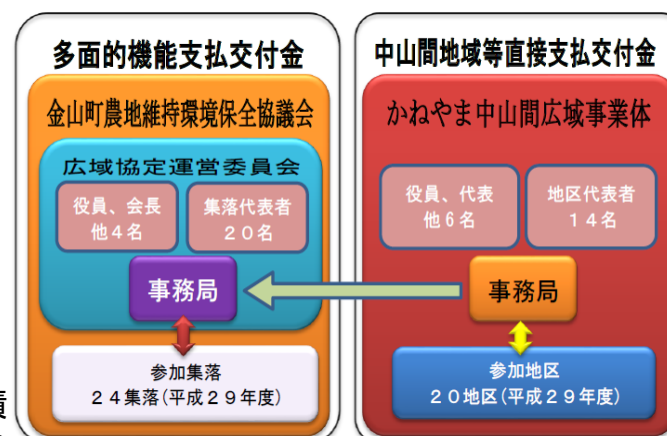 多面的機能支払交付金
金山町農地維持環境保全協議会
広域協定運営委員会
役員、会長
他4名
集落代表者
20名
事務局
参加集落
24集落(平成29年度)
中山間地域等直接支払交付金
かねやま中山間広域事業体
役員、代表
他6名
地区代表者
14名
事務局
参加地区
20地区(平成29年度)